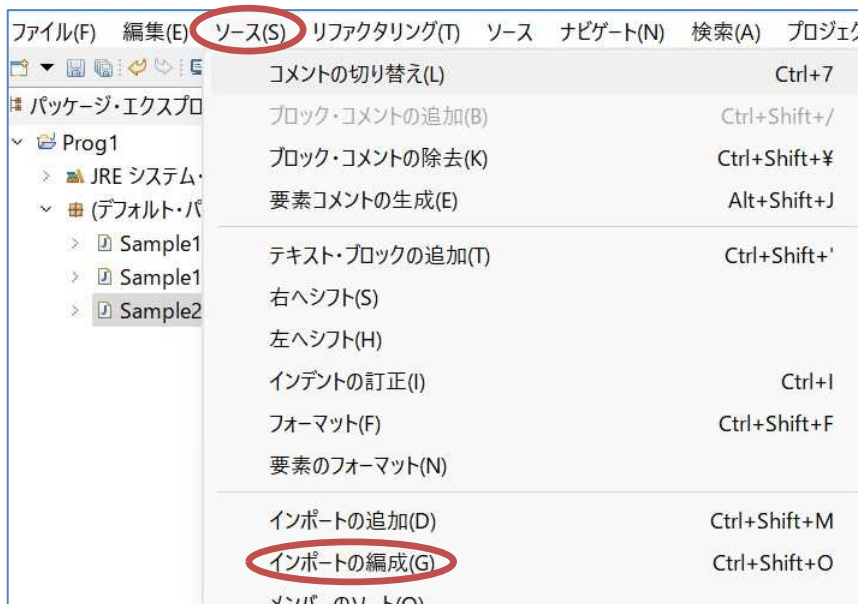 ファイル(F) 編集(E) ソース(S) リファクタリング(T) ソース ナビゲート(N) 検索(A) プロジェク
パッケージ・エクスプロ
Prog1
JRE システム・
(デフォルト・パ
Sample1
Sample1
Sample2
コメントの切り替え(L) Ctrl+7
ブロック・コメントの追加(B) Ctrl+Shift+/
ブロック・コメントの除去(K) Ctrl+Shift+¥
要素コメントの生成(E) Alt+Shift+J
テキスト・ブロックの追加(T) Ctrl+Shift+'
右へシフト(S)
左へシフト(H)
インデントの訂正(I) Ctrl+I
フォーマット(F) Ctrl+Shift+F
要素のフォーマット(N)
インポートの追加(D) Ctrl+Shift+M
インポートの編成(G) Ctrl+Shift+O